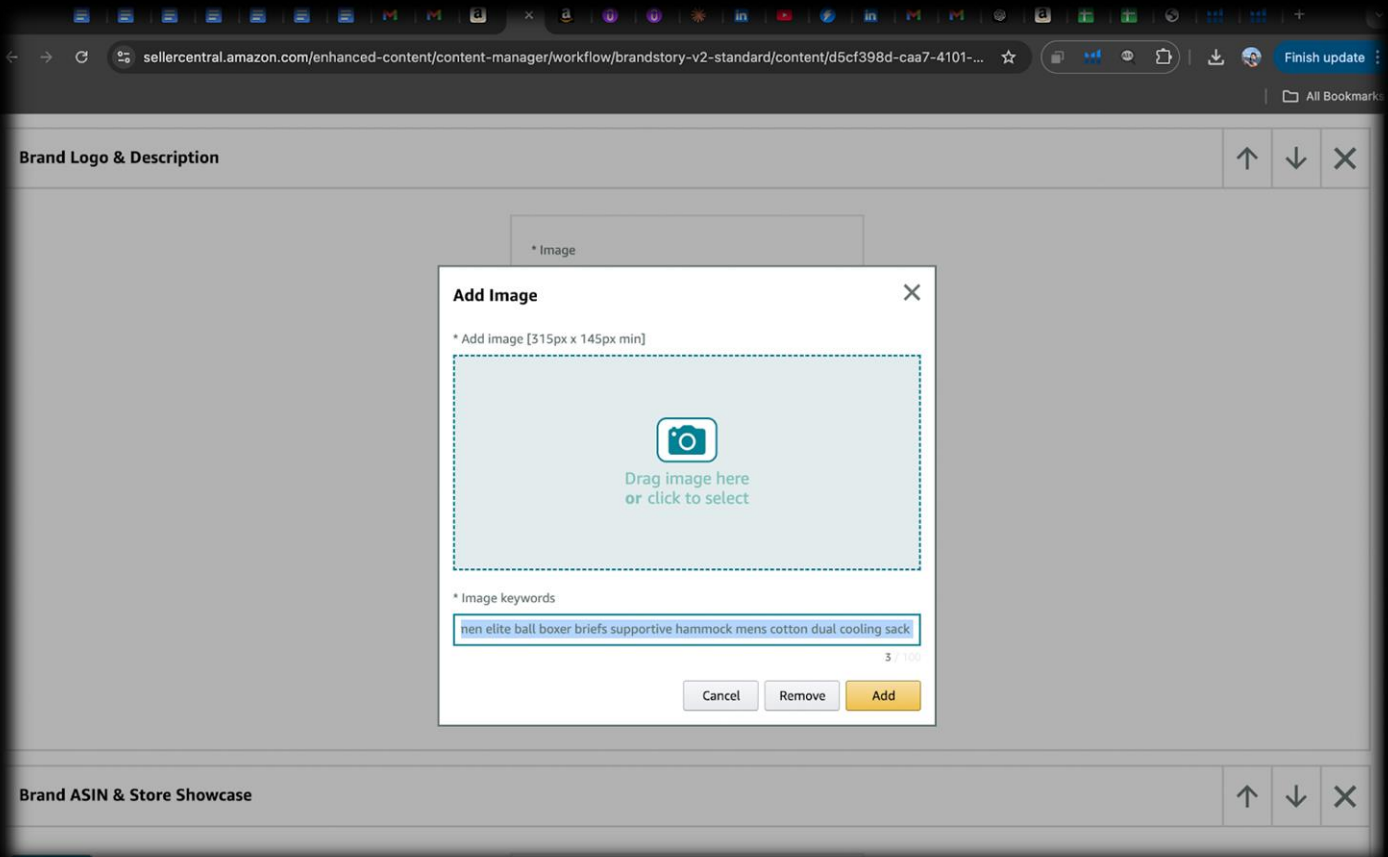 sellercentral.amazon.com/enhanced-content/content-manager/workflow/brandstory-v2-standard/content/d5cf398d-caa7-4101-...
Finish update
All Bookmarks
Brand Logo & Description
* Image
Add Image
* Add image [315px x 145px min]
Drag image here
or click to select
* Image keywords
nen elite ball boxer briefs supportive hammock mens cotton dual cooling sack
3 / 100
Cancel
Remove
Add
Brand ASIN & Store Showcase